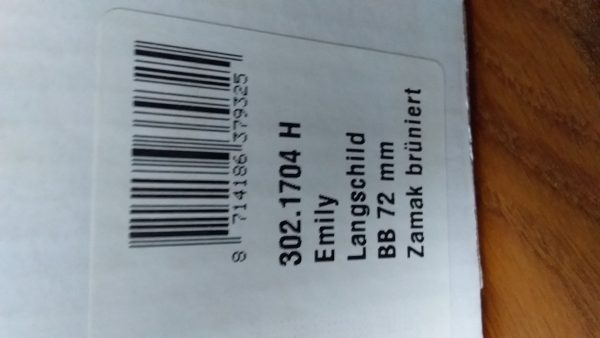 8 714186 379325
302.1704 H
Emily
Langschild
BB 72 mm
Zamak brüniert